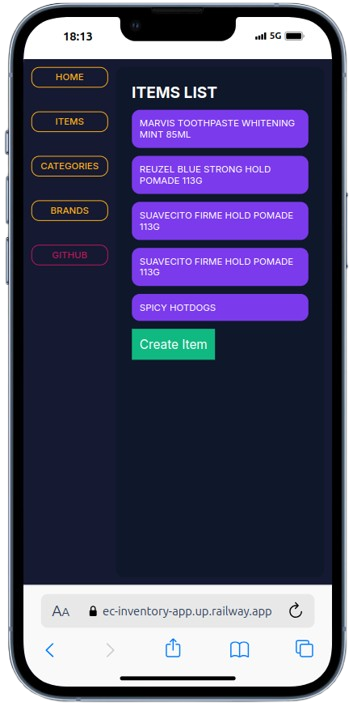 18:13
5G
HOME
ITEMS
CATEGORIES
BRANDS
GITHUB
ITEMS LIST
MARVIS TOOTHPASTE WHITENING
MINT 85ML
REUZEL BLUE STRONG HOLD
POMADE 113G
SUAVECITO FIRME HOLD POMADE
113G
SUAVECITO FIRME HOLD POMADE
113G
SPICY HOTDOGS
Create Item
AA
ec-inventory-app.up.railway.app